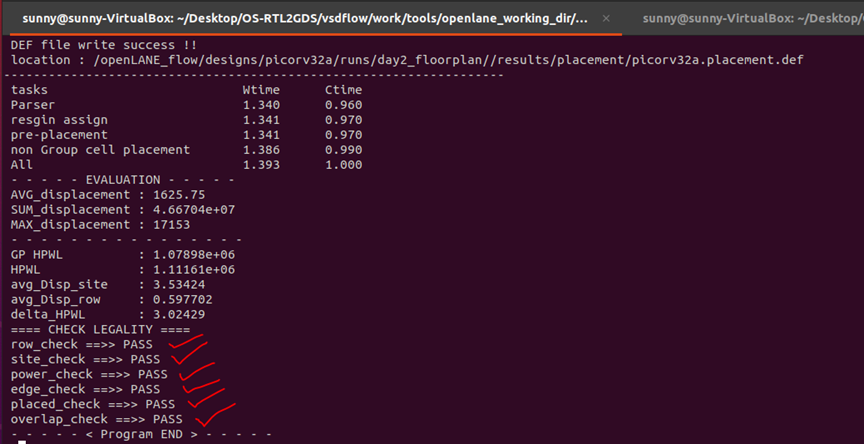 sunny@sunny-VirtualBox: ~/Desktop/OS-RTL2GDS/vsdflow/work/tools/openlane_working_dir/... × sunny@sunny-VirtualBox: ~/Desktop/
DEF file write success !!
location : /openLANE_flow/designs/picorv32a/runs/day2_floorplan//results/placement/picorv32a.placement.def
-------------------------------------------------------------------
tasks Wtime Ctime
Parser 1.340 0.960
resgin assign 1.341 0.970
pre-placement 1.341 0.970
non Group cell placement 1.386 0.990
All 1.393 1.000
- - - - - EVALUATION - - - - -
AVG_displacement : 1625.75
SUM_displacement : 4.66704e+07
MAX_displacement : 17153
- - - - - - - - - - - - - - - -
GP HPWL : 1.07898e+06
HPWL : 1.11161e+06
avg_Disp_site : 3.53424
avg_Disp_row : 0.597702
delta_HPWL : 3.02429
==== CHECK LEGALITY ====
row_check ==>> PASS
site_check ==>> PASS
power_check ==>> PASS
edge_check ==>> PASS
placed_check ==>> PASS
overlap_check ==>> PASS
- - - - - < Program END > - - - - -